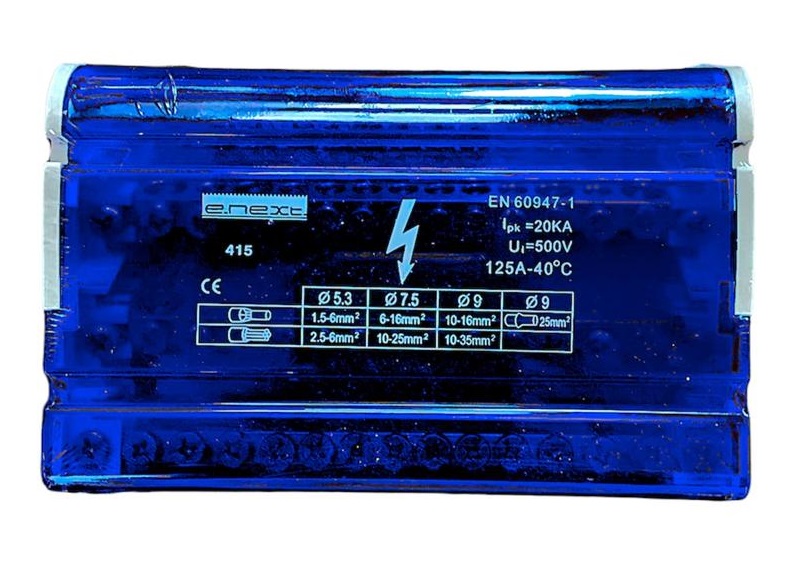 e.next
EN 60947-1
Ipk =20KA
415
Ui=500V
125A-40°C
CE
Ø 5.3 Ø 7.5 Ø 9 Ø 9
1.5-6mm² 6-16mm² 10-16mm² 25mm²
2.5-6mm² 10-25mm² 10-35mm²